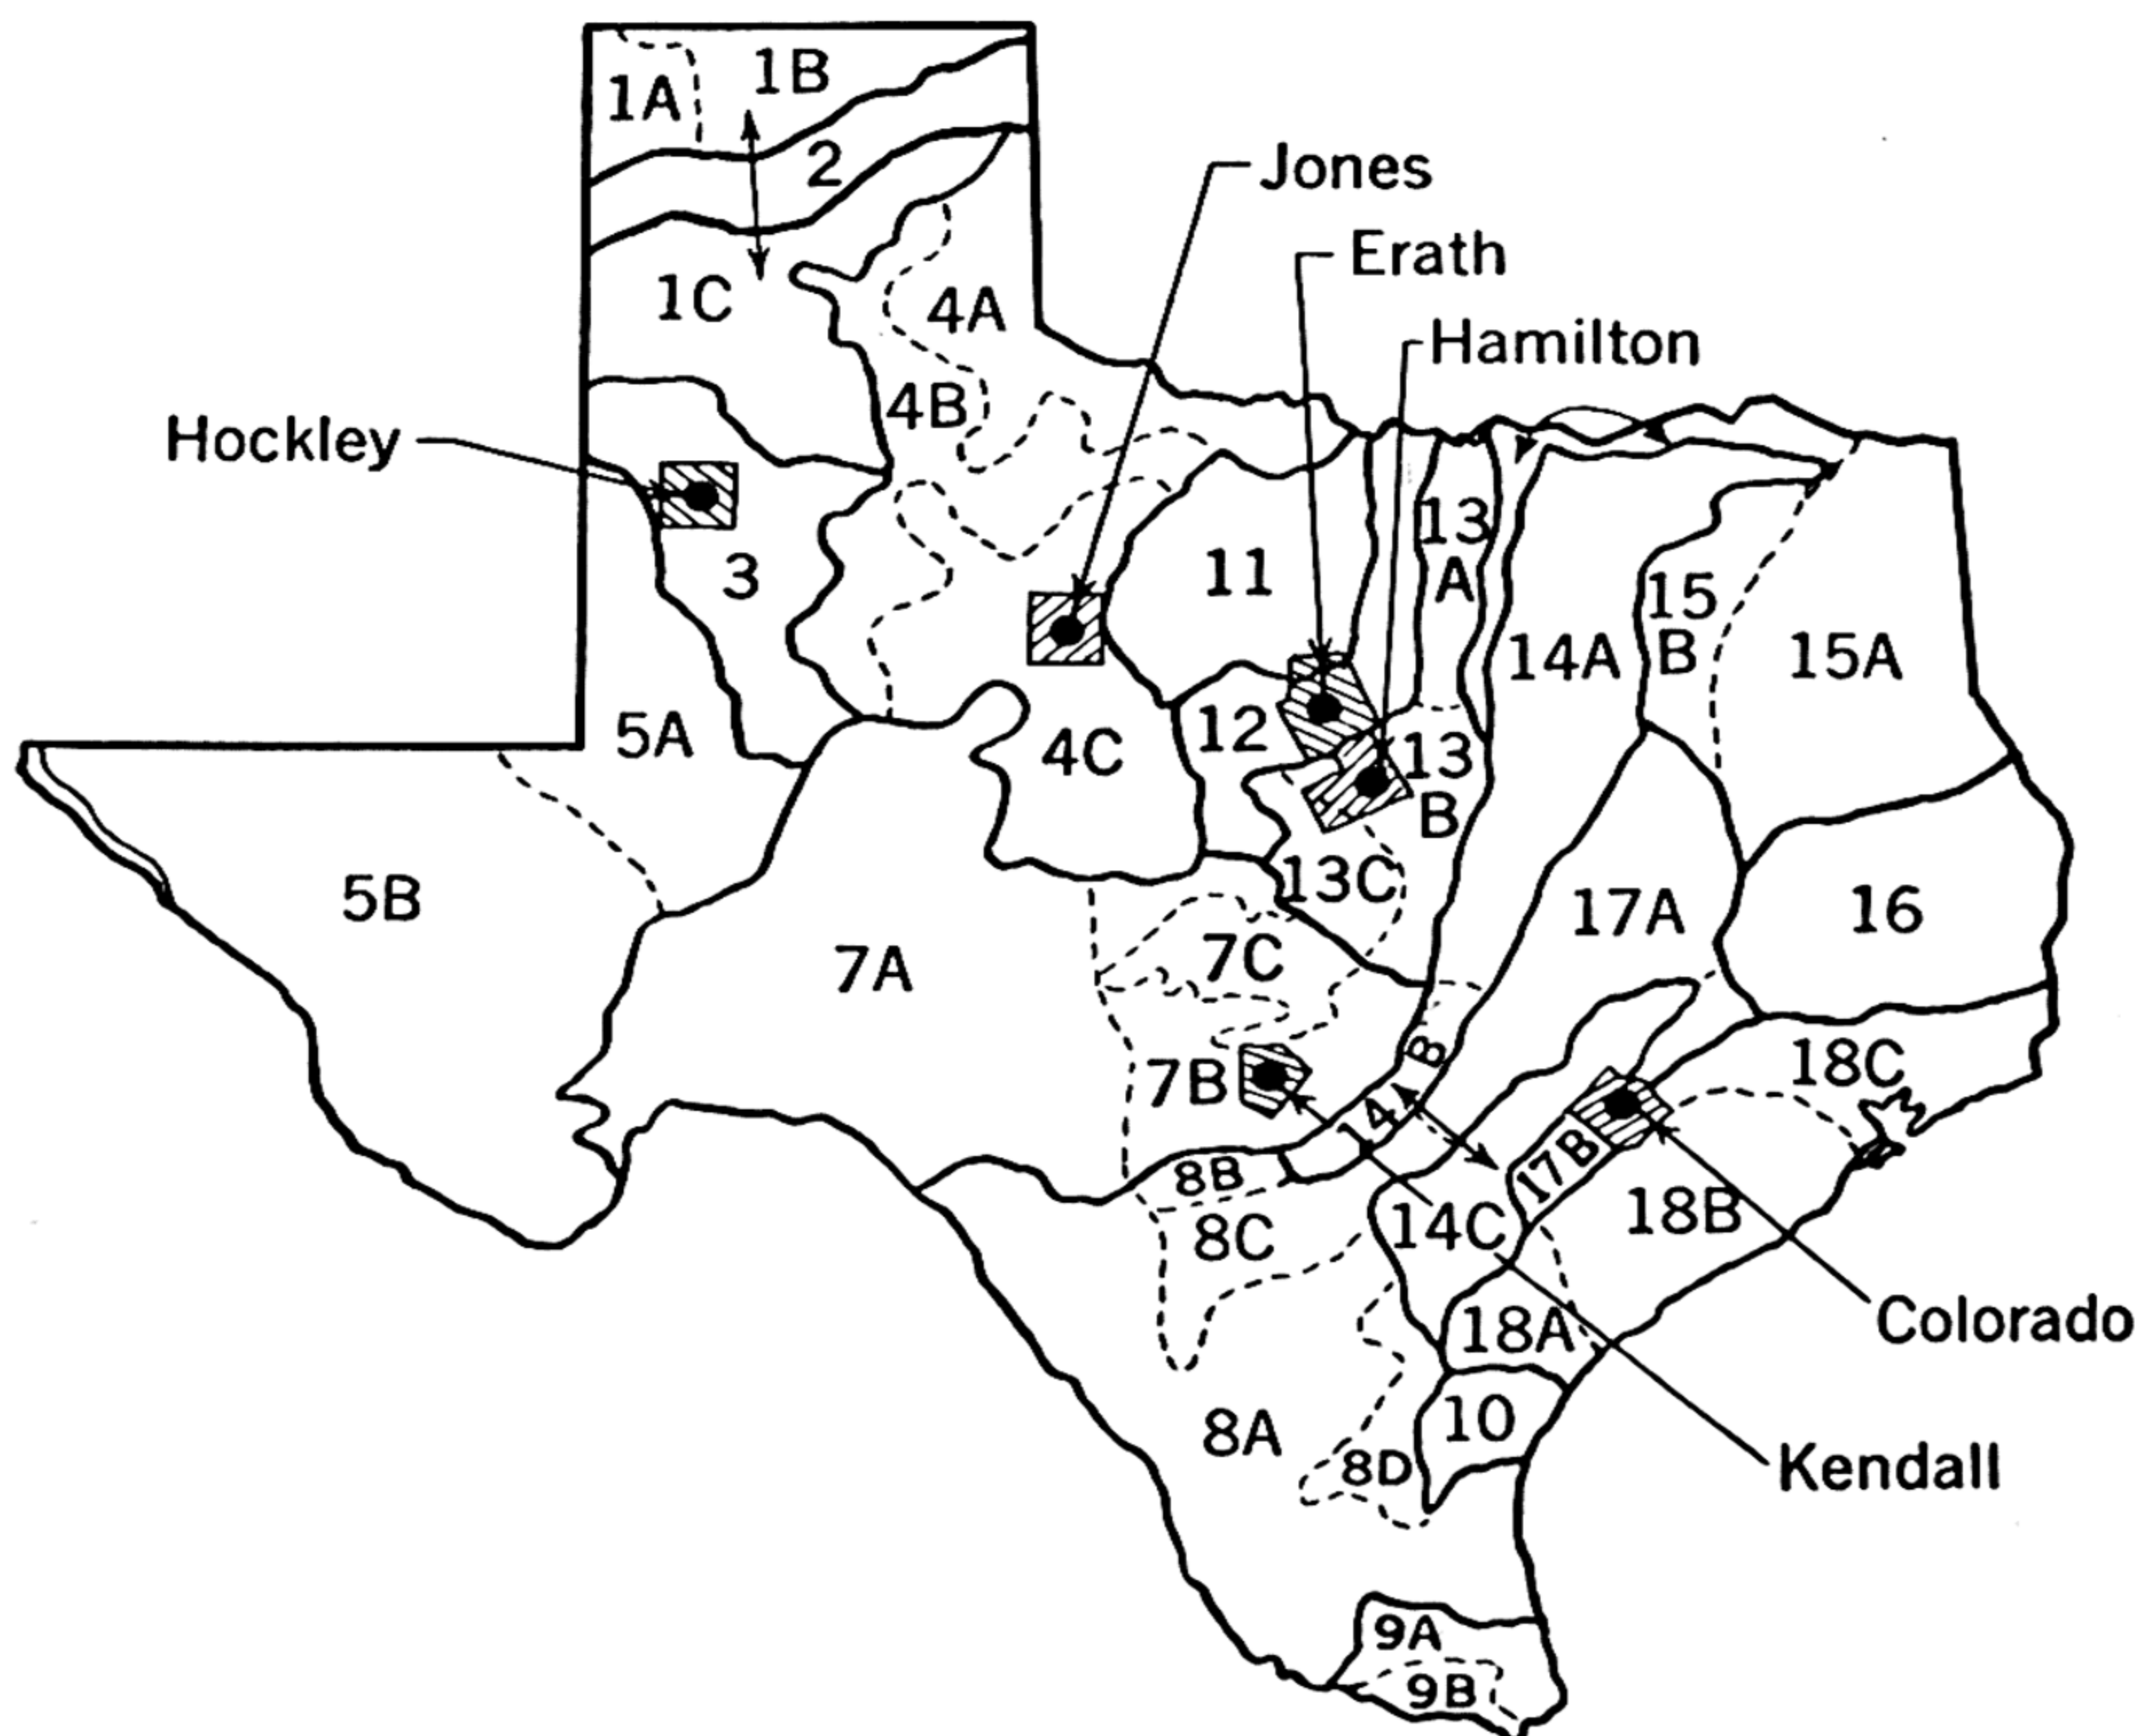 1B
1A
2
Jones
Erath
1C
4A
Hamilton
4B
Hockley
13
A
11
3
15
B
14A
15A
12
5A
4C
13
B
13C
5B
17A
16
7C
7A
B
18C
7B
14
17B
8B
14C
18B
8C
18A
Colorado
10
8A
8D
Kendall
9A
9B